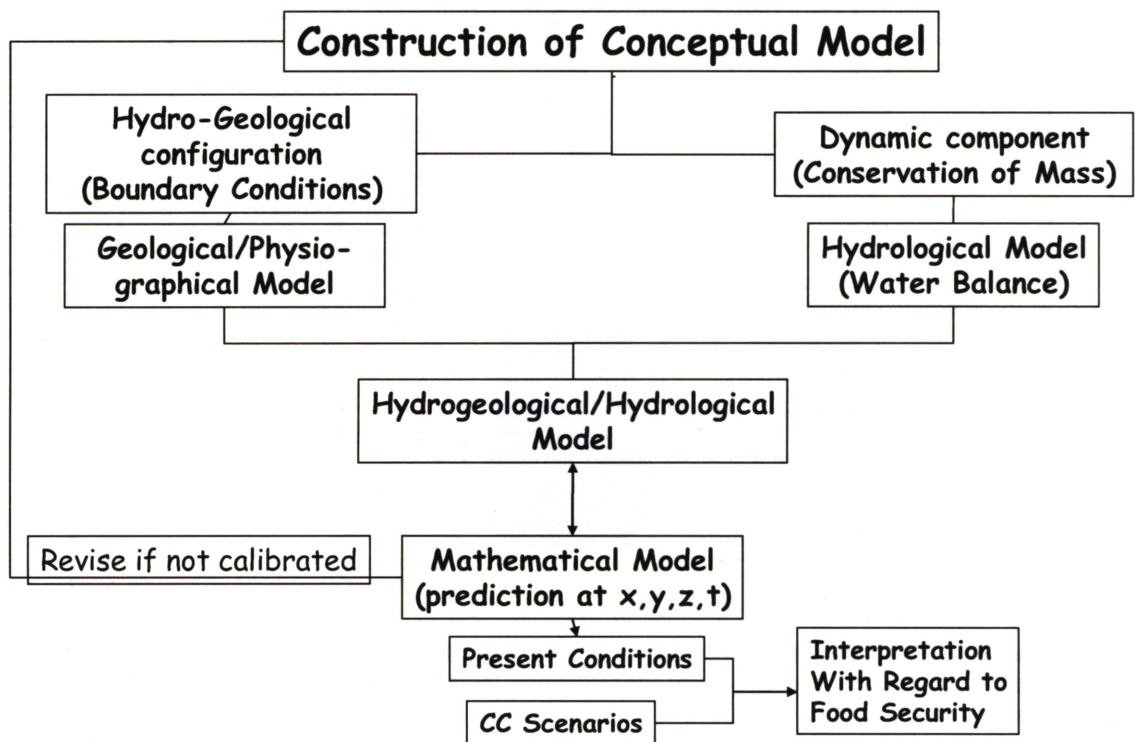 Construction of Conceptual Model
Hydro-Geological
configuration
(Boundary Conditions)
Dynamic component
(Conservation of Mass)
Geological/Physio-
graphical Model
Hydrological Model
(Water Balance)
Hydrogeological/Hydrological
Model
Revise if not calibrated
Mathematical Model
(prediction at x,y,z,t)
Present Conditions
CC Scenarios
Interpretation
With Regard to
Food Security